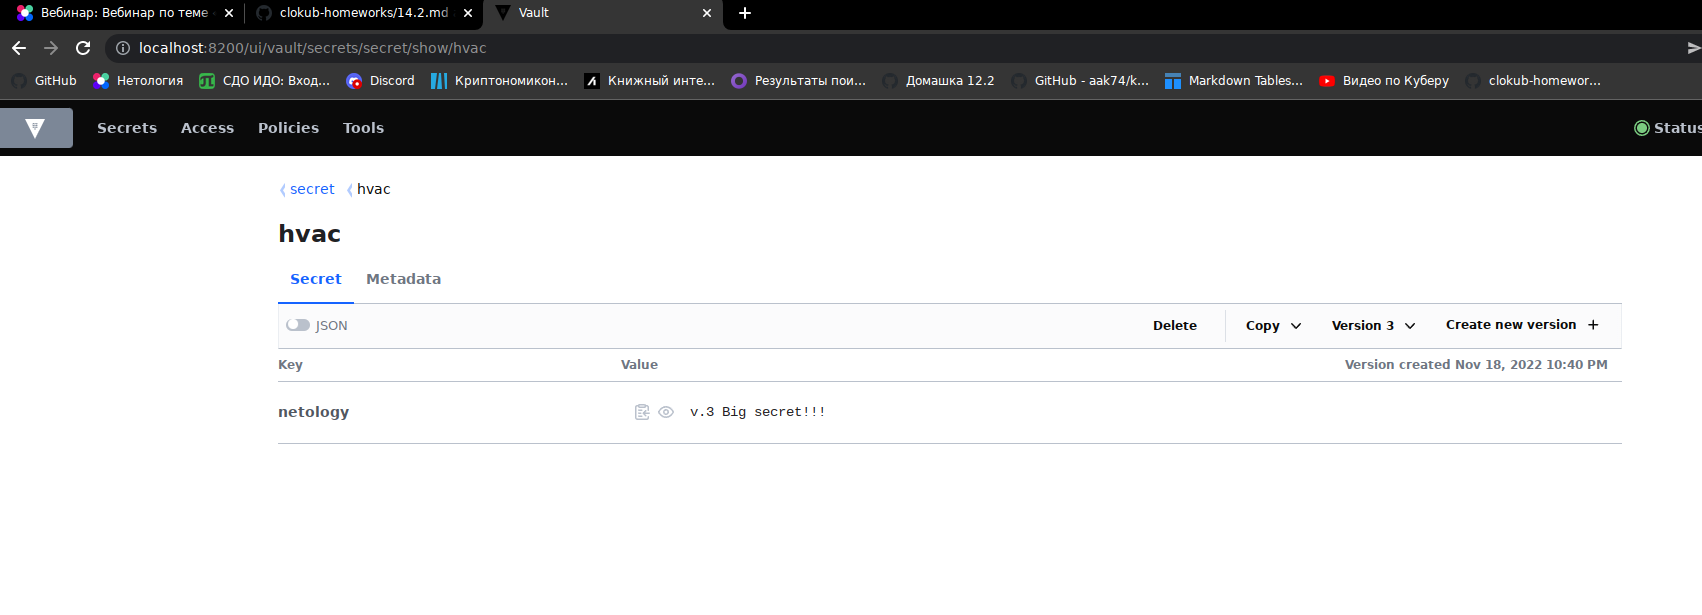 Вебинар: Вебинар по теме
clokub-homeworks/14.2.md
Vault
localhost:8200/ui/vault/secrets/secret/show/hvac
GitHub
Нетология
СДО ИДО: Вход...
Discord
Криптономикон...
Книжный инте...
Результаты пои...
Домашка 12.2
GitHub - aak74/k...
Markdown Tables...
Видео по Куберу
clokub-homewor...
Secrets Access Policies Tools Status
secret hvac
hvac
Secret Metadata
JSON Delete Copy Version 3 Create new version +
Key Value Version created Nov 18, 2022 10:40 PM
netology v.3 Big secret!!!